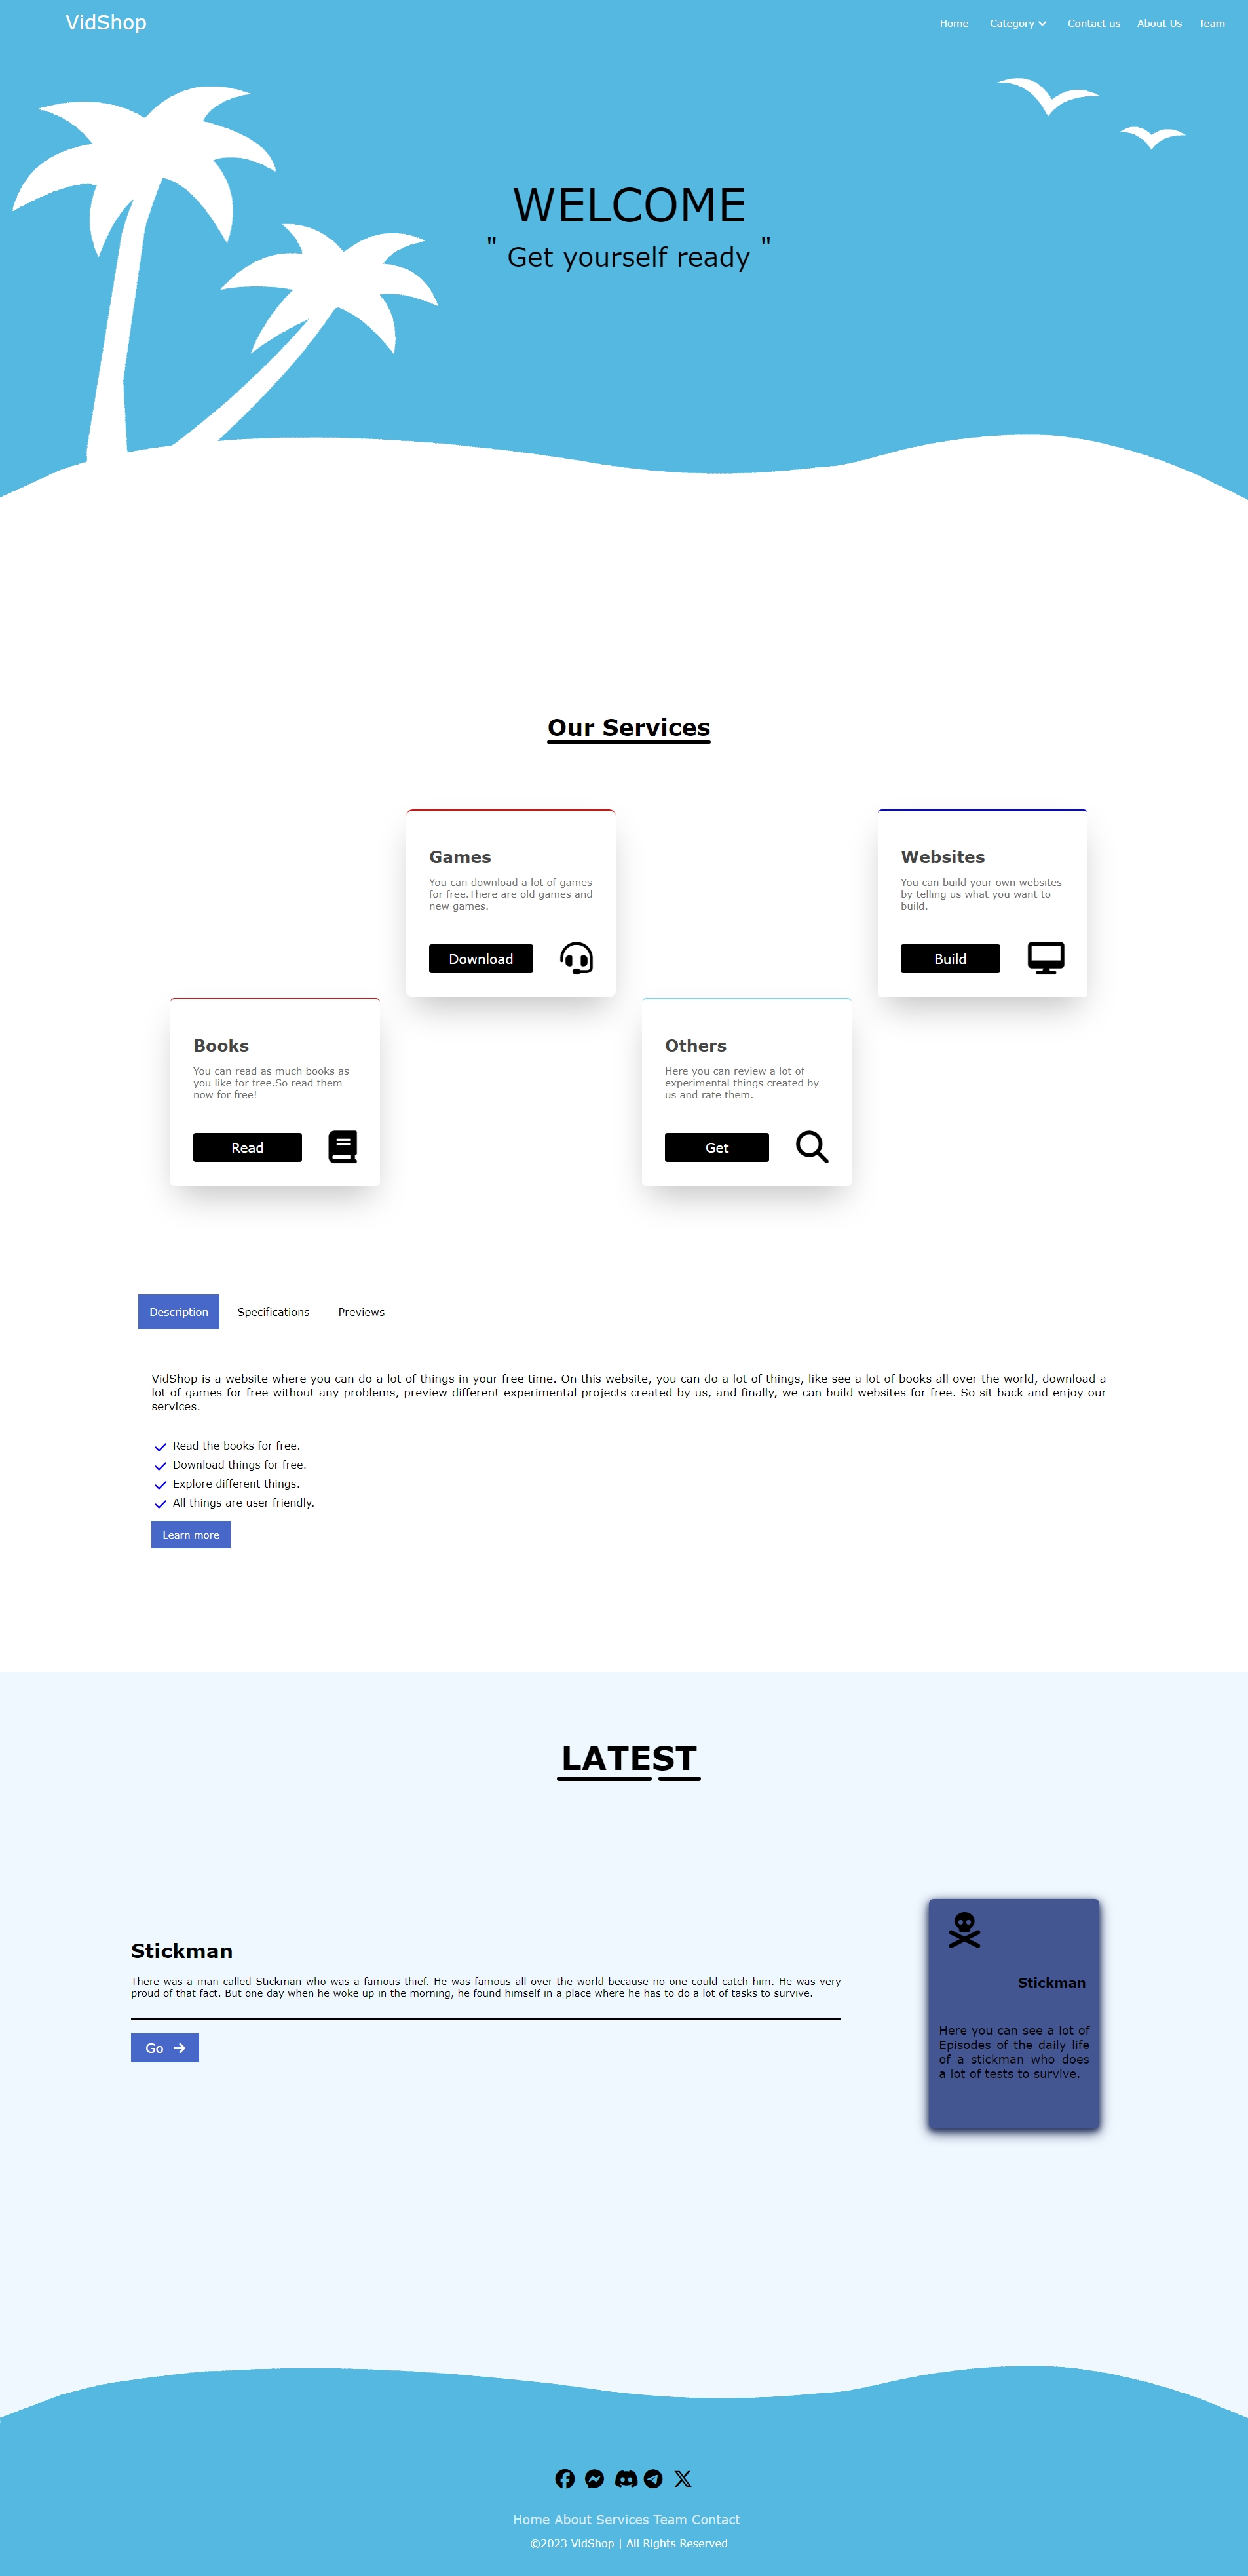 VidShop
Home Category Contact us About Us Team
WELCOME
" Get yourself ready "
Our Services
Games
You can download a lot of games
for free.There are old games and
new games.
Download
Websites
You can build your own websites
by telling us what you want to
build.
Build
Books
You can read as much books as
you like for free.So read them
now for free!
Read
Others
Here you can review a lot of
experimental things created by
us and rate them.
Get
Description Specifications Previews
VidShop is a website where you can do a lot of things in your free time. On this website, you can do a lot of things, like see a lot of books all over the world, download a
lot of games for free without any problems, preview different experimental projects created by us, and finally, we can build websites for free. So sit back and enjoy our
services.
Read the books for free.
Download things for free.
Explore different things.
All things are user friendly.
Learn more
LATEST
Stickman
There was a man called Stickman who was a famous thief. He was famous all over the world because no one could catch him. He was very
proud of that fact. But one day when he woke up in the morning, he found himself in a place where he has to do a lot of tasks to survive.
Go
Stickman
Here you can see a lot of
Episodes of the daily life
of a stickman who does
a lot of tests to survive.
Home About Services Team Contact
©2023 VidShop | All Rights Reserved